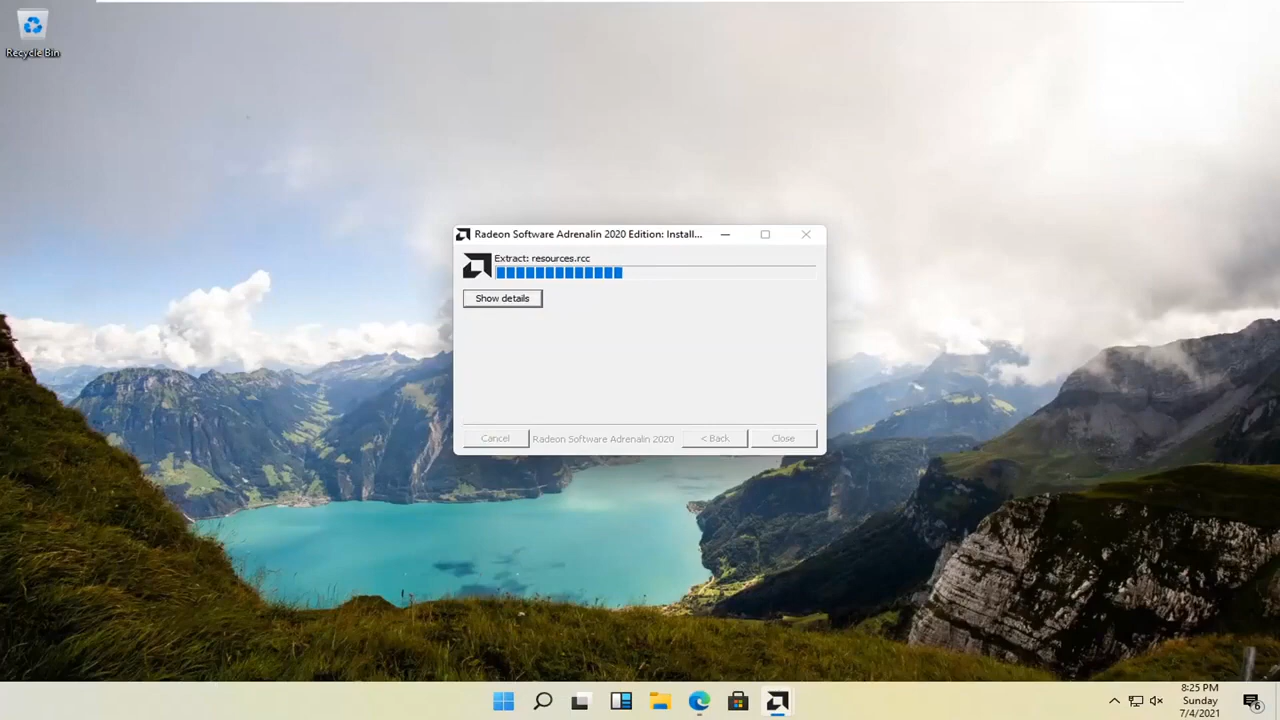 Recycle Bin
Radeon Software Adrenalin 2020 Edition: Install...
Extract: resources.rcc
Show details
Cancel
Radeon Software Adrenalin 2020
< Back
Close
8:25 PM
Sunday
7/4/2021
6